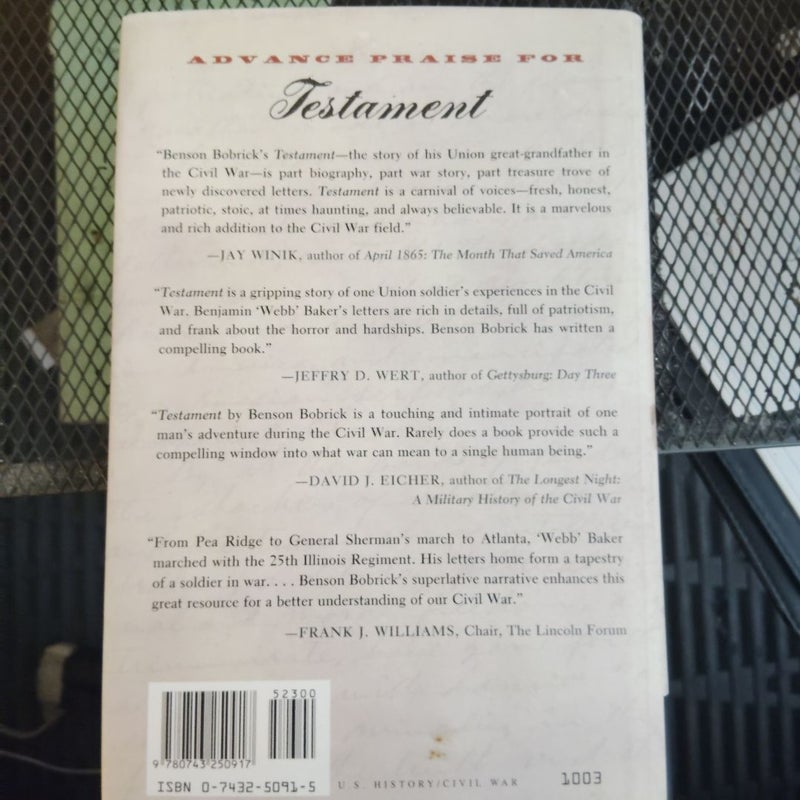 ADVANCE PRAISE FOR
Testament
“Benson Bobrick’s Testament—the story of his Union great-grandfather in
the Civil War—is part biography, part war story, part treasure trove of
newly discovered letters. Testament is a carnival of voices—fresh, honest,
patriotic, stoic, at times haunting, and always believable. It is a marvelous
and rich addition to the Civil War field.”
—JAY WINIK, author of April 1865: The Month That Saved America
“Testament is a gripping story of one Union soldier’s experiences in the Civil
War. Benjamin ‘Webb’ Baker’s letters are rich in details, full of patriotism,
and frank about the horror and hardships. Benson Bobrick has written a
compelling book.”
—JEFFRY D. WERT, author of Gettysburg: Day Three
“Testament by Benson Bobrick is a touching and intimate portrait of one
man’s adventure during the Civil War. Rarely does a book provide such a
compelling window into what war can mean to a single human being.”
—DAVID J. EICHER, author of The Longest Night:
A Military History of the Civil War
“From Pea Ridge to General Sherman’s march to Atlanta, ‘Webb’ Baker
marched with the 25th Illinois Regiment. His letters home form a tapestry
of a soldier in war. . . . Benson Bobrick’s superlative narrative enhances this
great resource for a better understanding of our Civil War.”
—FRANK J. WILLIAMS, Chair, The Lincoln Forum
52300
9 780743 250917
ISBN 0-7432-5091-5
U.S. HISTORY/CIVIL WAR
1003